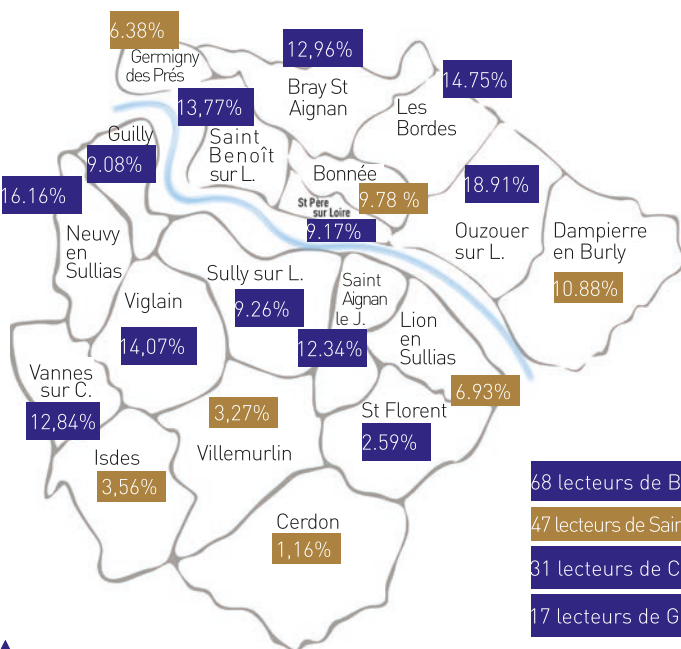 6.38%
Germigny
des Prés
12,96%
Bray St
Aignan
14.75%
Les
Bordes
13,77%
Saint
Benoît
sur L.
Guilly
9.08%
Bonnée
9.78 %
18.91%
Ouzouer
sur L.
16.16%
Neuvy
en
Sullias
St Père
sur Loire
9.17%
Dampierre
en Burly
10.88%
Sully sur L.
9.26%
Saint
Aignan
le J.
12.34%
Viglain
14,07%
Lion
en
Sullias
6.93%
Vannes
sur C.
12,84%
3,27%
Villemurlin
St Florent
2.59%
Isdes
3,56%
Cerdon
1,16%
68 lecteurs de B
47 lecteurs de Sain
31 lecteurs de C
17 lecteurs de G